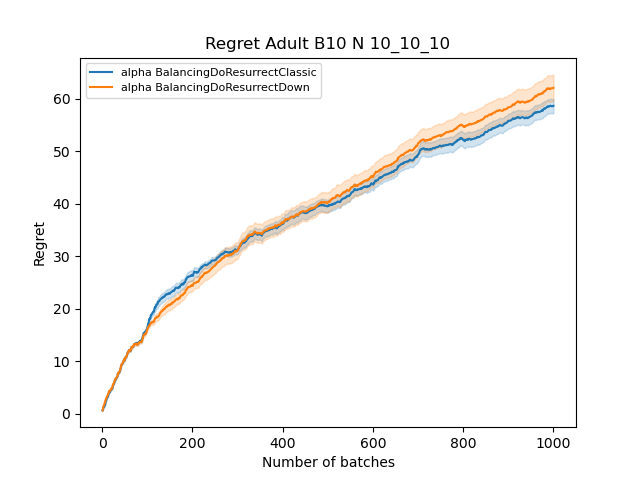 Regret Adult B10 N 10_10_10
alpha BalancingDoResurrectClassic
alpha BalancingDoResurrectDown
Regret
60
50
40
30
20
10
0
0 200 400 600 800 1000
Number of batches